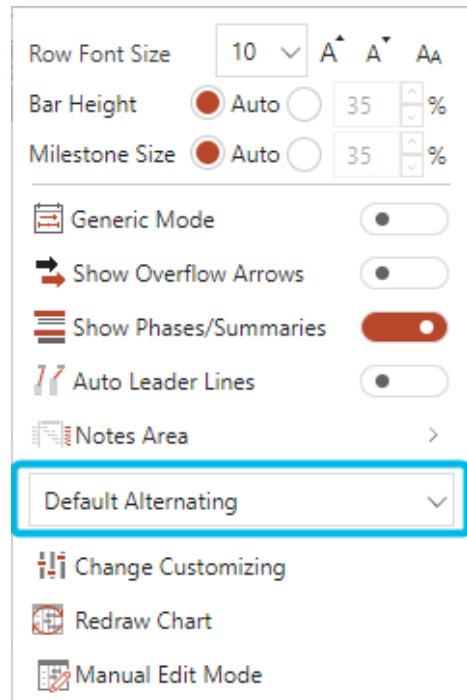 Row Font Size 10 A A AA
Bar Height Auto 35 %
Milestone Size Auto 35 %
Generic Mode
Show Overflow Arrows
Show Phases/Summaries
Auto Leader Lines
Notes Area
Default Alternating
Change Customizing
Redraw Chart
Manual Edit Mode